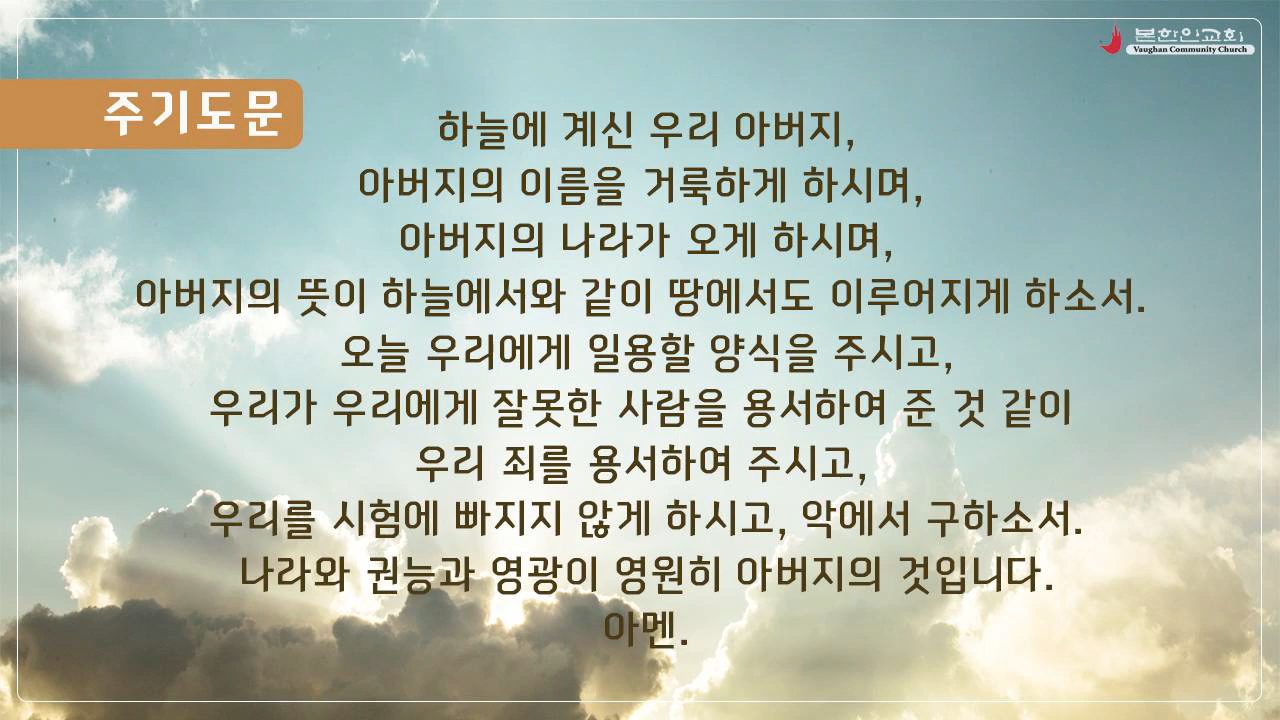 본한인교회
Vaughan Community Church
주기도문
하늘에 계신 우리 아버지,
아버지의 이름을 거룩하게 하시며,
아버지의 나라가 오게 하시며,
아버지의 뜻이 하늘에서와 같이 땅에서도 이루어지게 하소서.
오늘 우리에게 일용할 양식을 주시고,
우리가 우리에게 잘못한 사람을 용서하여 준 것 같이
우리 죄를 용서하여 주시고,
우리를 시험에 빠지지 않게 하시고, 악에서 구하소서.
나라와 권능과 영광이 영원히 아버지의 것입니다.
아멘.